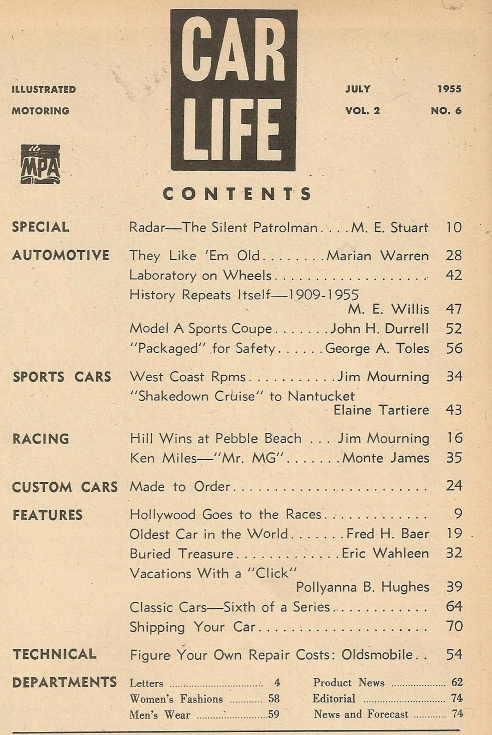 CAR
LIFE
ILLUSTRATED
MOTORING
JULY 1955
VOL. 2 NO. 6
MPA
CONTENTS
SPECIAL Radar—The Silent Patrolman....M. E. Stuart 10
AUTOMOTIVE They Like 'Em Old........Marian Warren 28
Laboratory on Wheels.................... 42
History Repeats Itself—1909-1955
M. E. Willis 47
Model A Sports Coupe.......John H. Durrell 52
"Packaged" for Safety......George A. Toles 56
SPORTS CARS West Coast Rpms...........Jim Mourning 34
"Shakedown Cruise" to Nantucket
Elaine Tartiere 43
RACING Hill Wins at Pebble Beach ... Jim Mourning 16
Ken Miles—"Mr. MG".......Monte James 35
CUSTOM CARS Made to Order......................... 24
FEATURES Hollywood Goes to the Races............. 9
Oldest Car in the World.......Fred H. Baer 19
Buried Treasure............Eric Wahleen 32
Vacations With a "Click"
Pollyanna B. Hughes 39
Classic Cars—Sixth of a Series........... 64
Shipping Your Car..................... 70
TECHNICAL Figure Your Own Repair Costs: Oldsmobile.. 54
DEPARTMENTS Letters .................................. 4
Women's Fashions ............ 58
Men's Wear .........................59
Product News .................. 62
Editorial ............................ 74
News and Forecast ........ 74